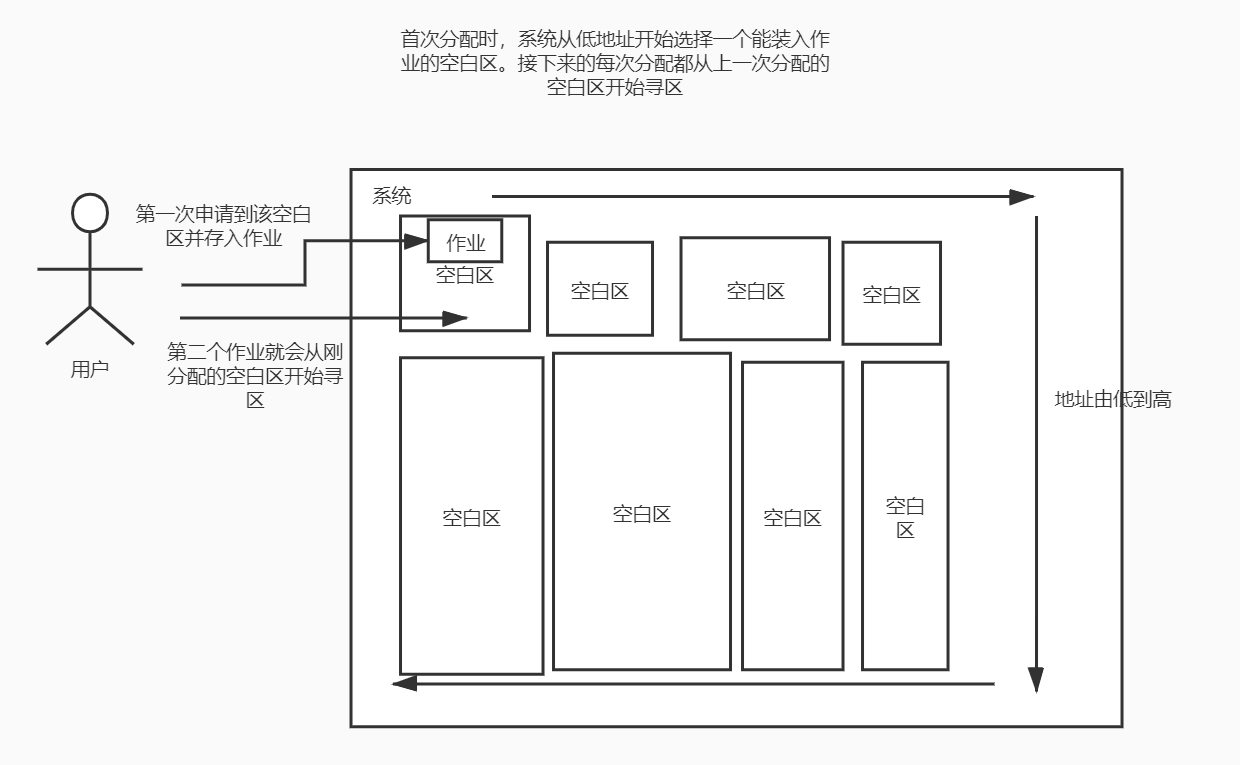 首次分配时，系统从低地址开始选择一个能装入作
业的空白区。接下来的每次分配都从上一次分配的
空白区开始寻区
系统
第一次申请到该空白
区并存入作业
作业
空白区
空白区
空白区
空白区
第二个作业就会从刚
分配的空白区开始寻
区
用户
地址由低到高
空白区
空白区
空白区
空白
区